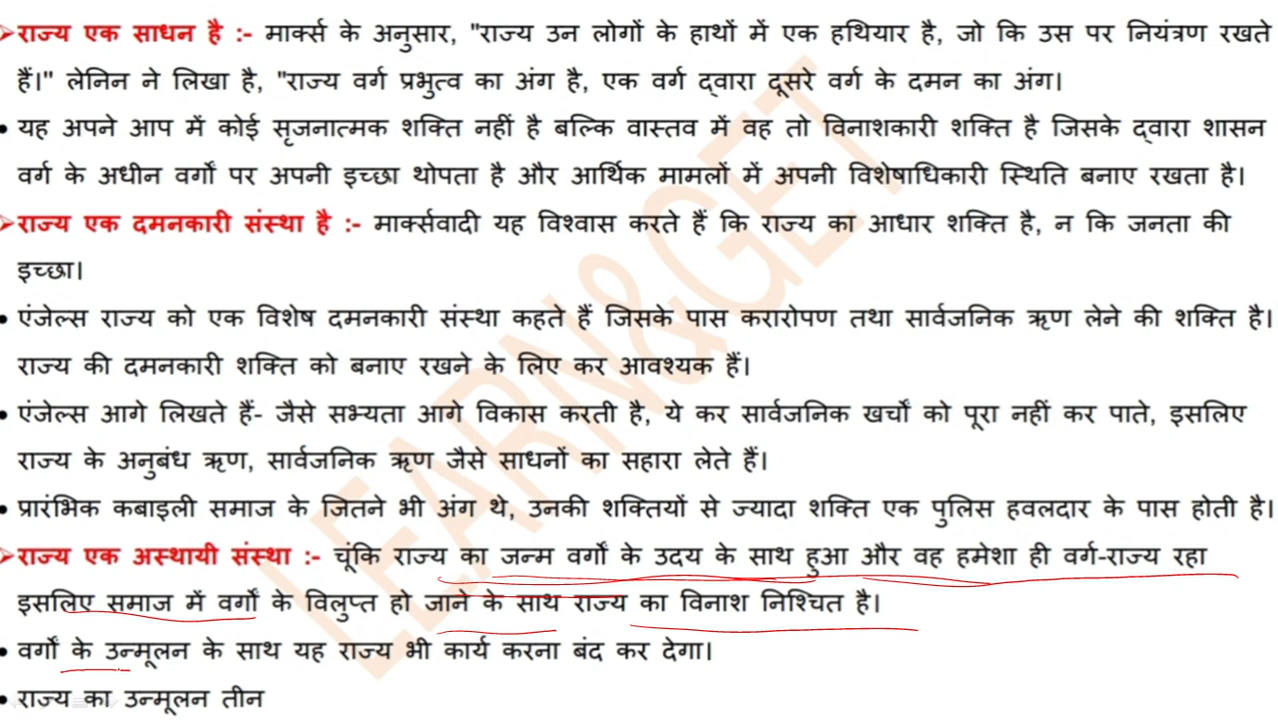 ➢राज्य एक साधन है :- मार्क्स के अनुसार, "राज्य उन लोगों के हाथों में एक हथियार है, जो कि उस पर नियंत्रण रखते
हैं।" लेनिन ने लिखा है, "राज्य वर्ग प्रभुत्व का अंग है, एक वर्ग द्वारा दूसरे वर्ग के दमन का अंग।
• यह अपने आप में कोई सृजनात्मक शक्ति नहीं है बल्कि वास्तव में वह तो विनाशकारी शक्ति है जिसके द्वारा शासन
वर्ग के अधीन वर्गों पर अपनी इच्छा थोपता है और आर्थिक मामलों में अपनी विशेषाधिकारी स्थिति बनाए रखता है।
➢राज्य एक दमनकारी संस्था है :- मार्क्सवादी यह विश्वास करते हैं कि राज्य का आधार शक्ति है, न कि जनता की
इच्छा।
• एंजेल्स राज्य को एक विशेष दमनकारी संस्था कहते हैं जिसके पास करारोपण तथा सार्वजनिक ऋण लेने की शक्ति है।
राज्य की दमनकारी शक्ति को बनाए रखने के लिए कर आवश्यक हैं।
• एंजेल्स आगे लिखते हैं- जैसे सभ्यता आगे विकास करती है, ये कर सार्वजनिक खर्चों को पूरा नहीं कर पाते, इसलिए
राज्य के अनुबंध ऋण, सार्वजनिक ऋण जैसे साधनों का सहारा लेते हैं।
• प्रारंभिक कबाइली समाज के जितने भी अंग थे, उनकी शक्तियों से ज्यादा शक्ति एक पुलिस हवलदार के पास होती है।
➢राज्य एक अस्थायी संस्था :- चूंकि राज्य का जन्म वर्गों के उदय के साथ हुआ और वह हमेशा ही वर्ग-राज्य रहा
इसलिए समाज में वर्गों के विलुप्त हो जाने के साथ राज्य का विनाश निश्चित है।
• वर्गों के उन्मूलन के साथ यह राज्य भी कार्य करना बंद कर देगा।
• राज्य का उन्मूलन तीन
LEARN&GET